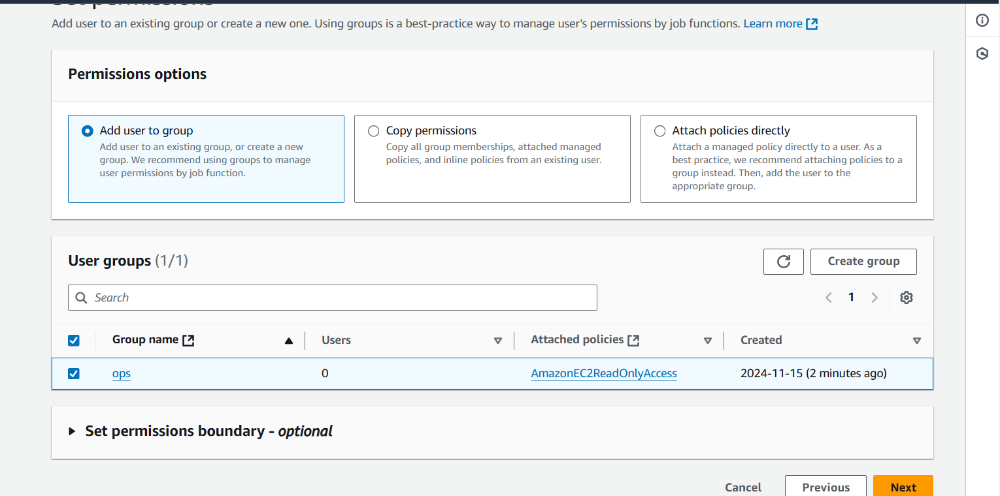 Set permissions
Add user to an existing group or create a new one. Using groups is a best-practice way to manage user's permissions by job functions. Learn more
Permissions options
Add user to group
Add user to an existing group, or create a new
group. We recommend using groups to manage
user permissions by job function.
Copy permissions
Copy all group memberships, attached managed
policies, and inline policies from an existing user.
Attach policies directly
Attach a managed policy directly to a user. As a
best practice, we recommend attaching policies to a
group instead. Then, add the user to the
appropriate group.
User groups (1/1)
Create group
Search
1
Group name Users Attached policies Created
ops 0 AmazonEC2ReadOnlyAccess 2024-11-15 (2 minutes ago)
Set permissions boundary - optional
Cancel Previous Next